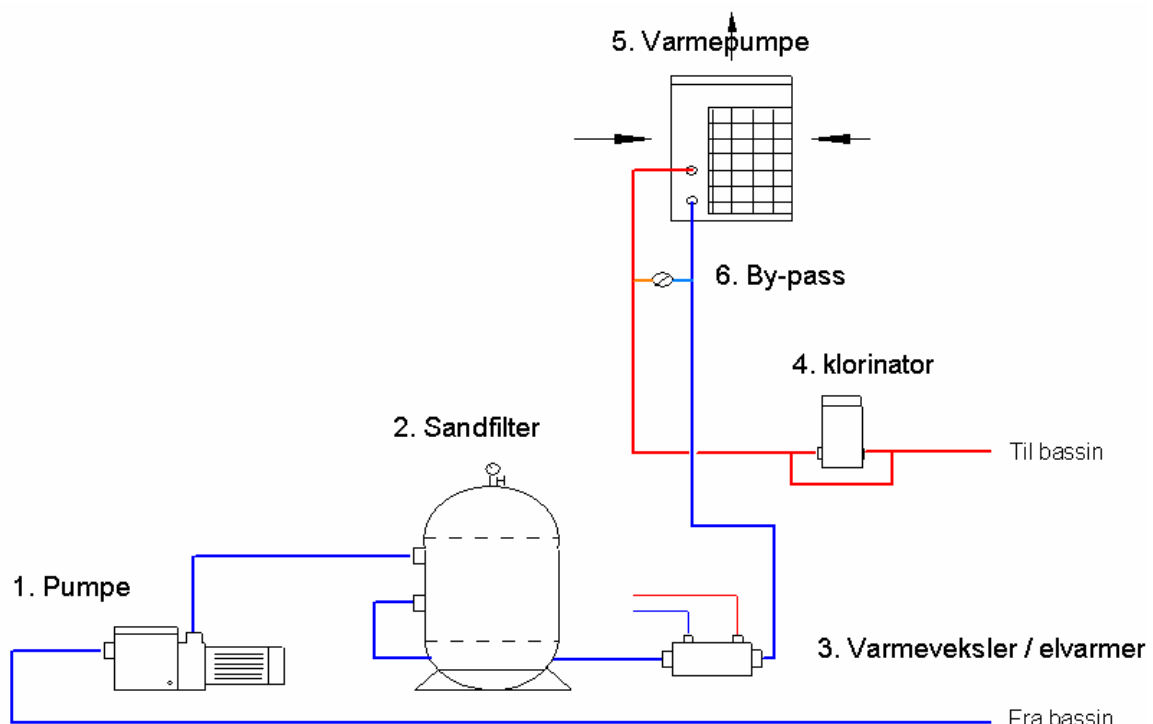 5. Varmepumpe
6. By-pass
4. klorinator
2. Sandfilter
Til bassin
1. Pumpe
3. Varmeveksler / elvarmer
Fra bassin